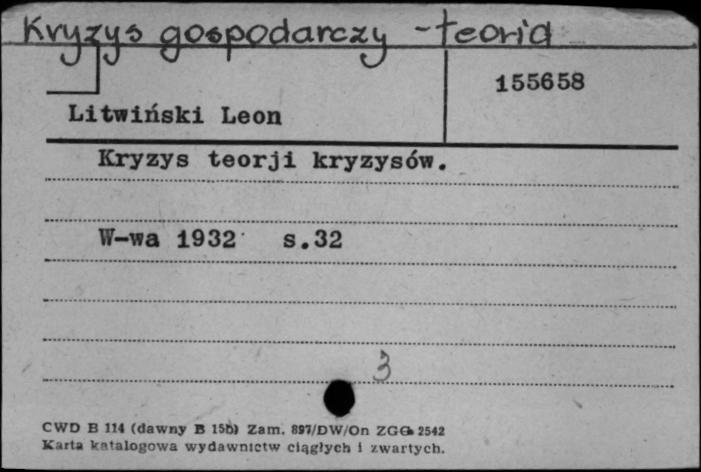 Kryzys gospodarczy - teoria
155658
Litwiński Leon
Kryzys teorji kryzysów.
W-wa 1932 s.32
3
CWD B 114 (dawny B 15b) Zam. 897/DW/On ZGG 2542
Karta katalogowa wydawnictw ciągłych i zwartych.